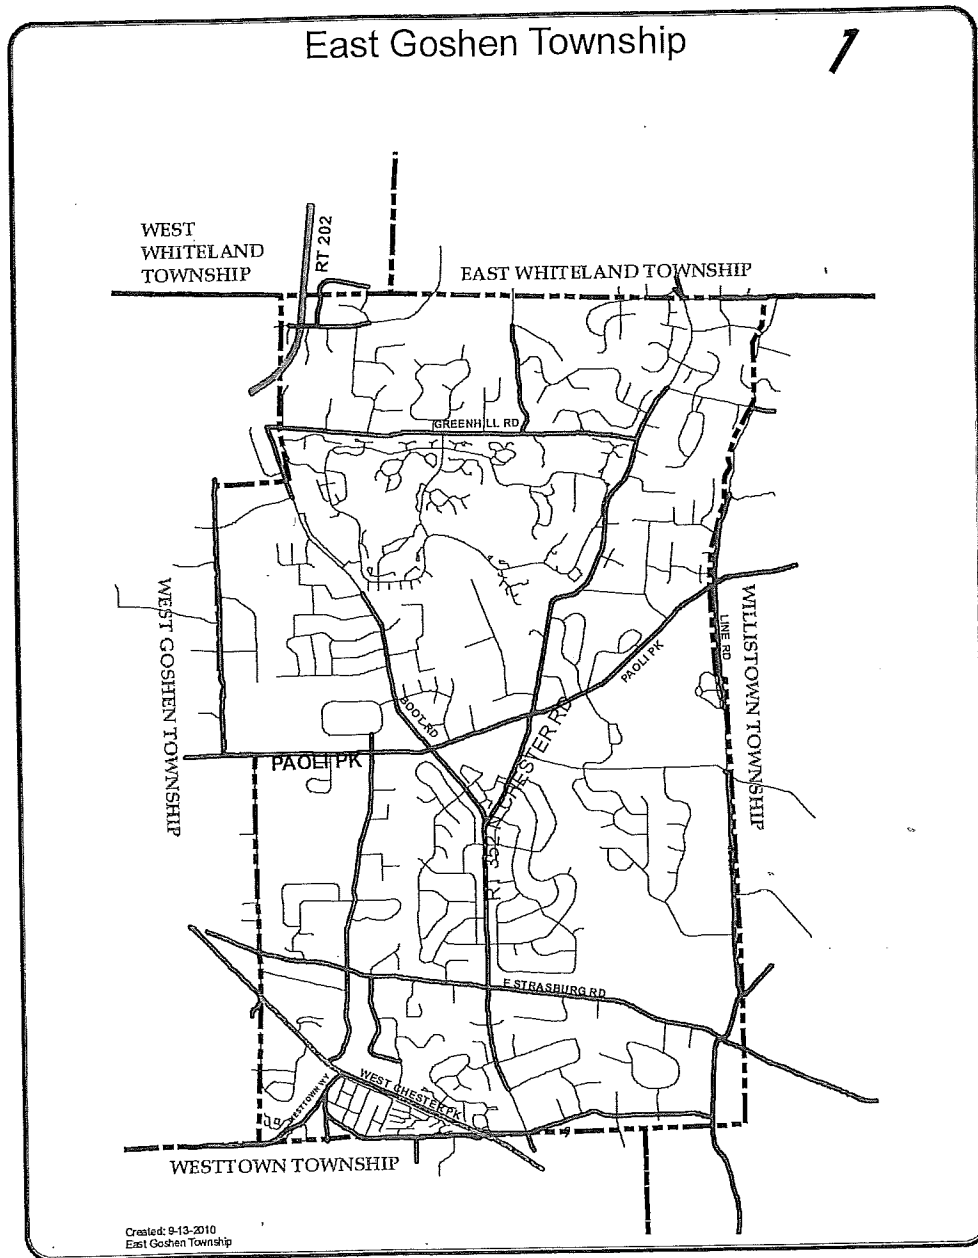 East Goshen Township
1
WEST
WHITELAND
TOWNSHIP
RT 202
EAST WHITELAND TOWNSHIP
GREENHILL RD
WEST GOSHEN TOWNSHIP
WILLISTOWN TOWNSHIP
LINE RD
PAOLI PK
BOOT RD
PAOLI PK
RT 352 N CHESTER RD
E STRASBURG RD
WEST CHESTER PK
WESTTOWN WY
WESTTOWN TOWNSHIP
Created: 9-13-2010
East Goshen Township